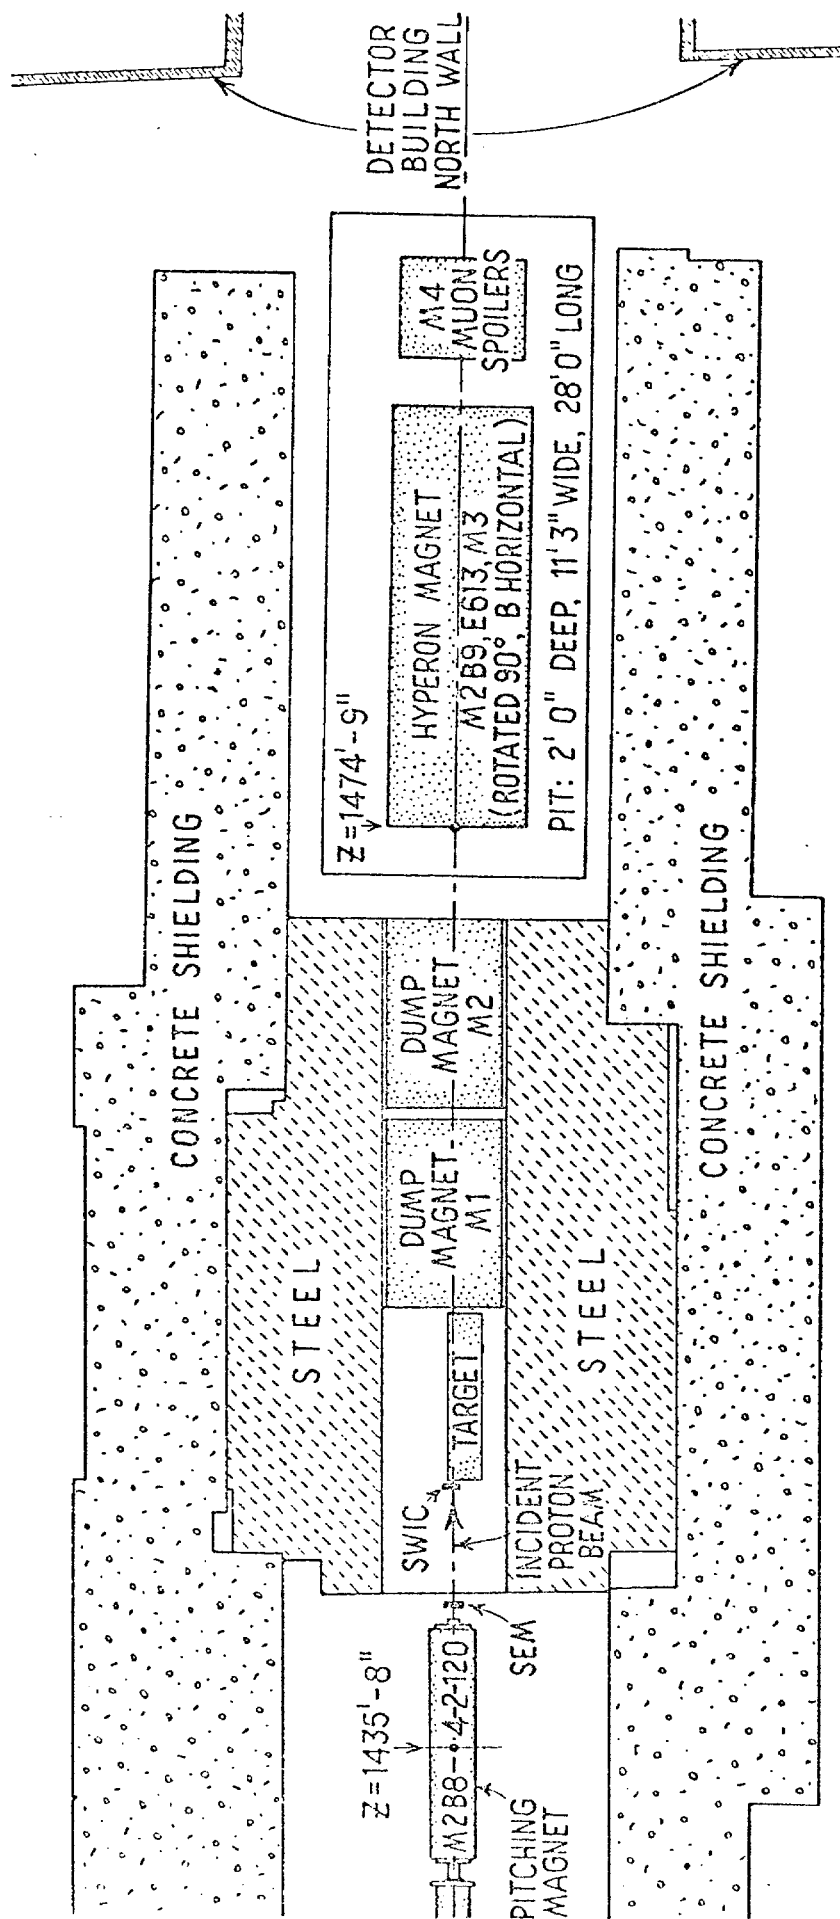 DETECTOR
BUILDING
NORTH WALL
M4
MUON
SPOILERS
HYPERON MAGNET
M2B9, E613, M3
(ROTATED 90°, B HORIZONTAL)
PIT: 2' 0" DEEP, 11'3" WIDE, 28'0" LONG
Z=1474'-9"
CONCRETE SHIELDING
CONCRETE SHIELDING
DUMP
MAGNET
M2
DUMP
MAGNET
M1
STEEL
STEEL
TARGET
SWIC
INCIDENT
PROTON
BEAM
SEM
Z=1435'-8"
M2B8-4-2-120
PITCHING
MAGNET